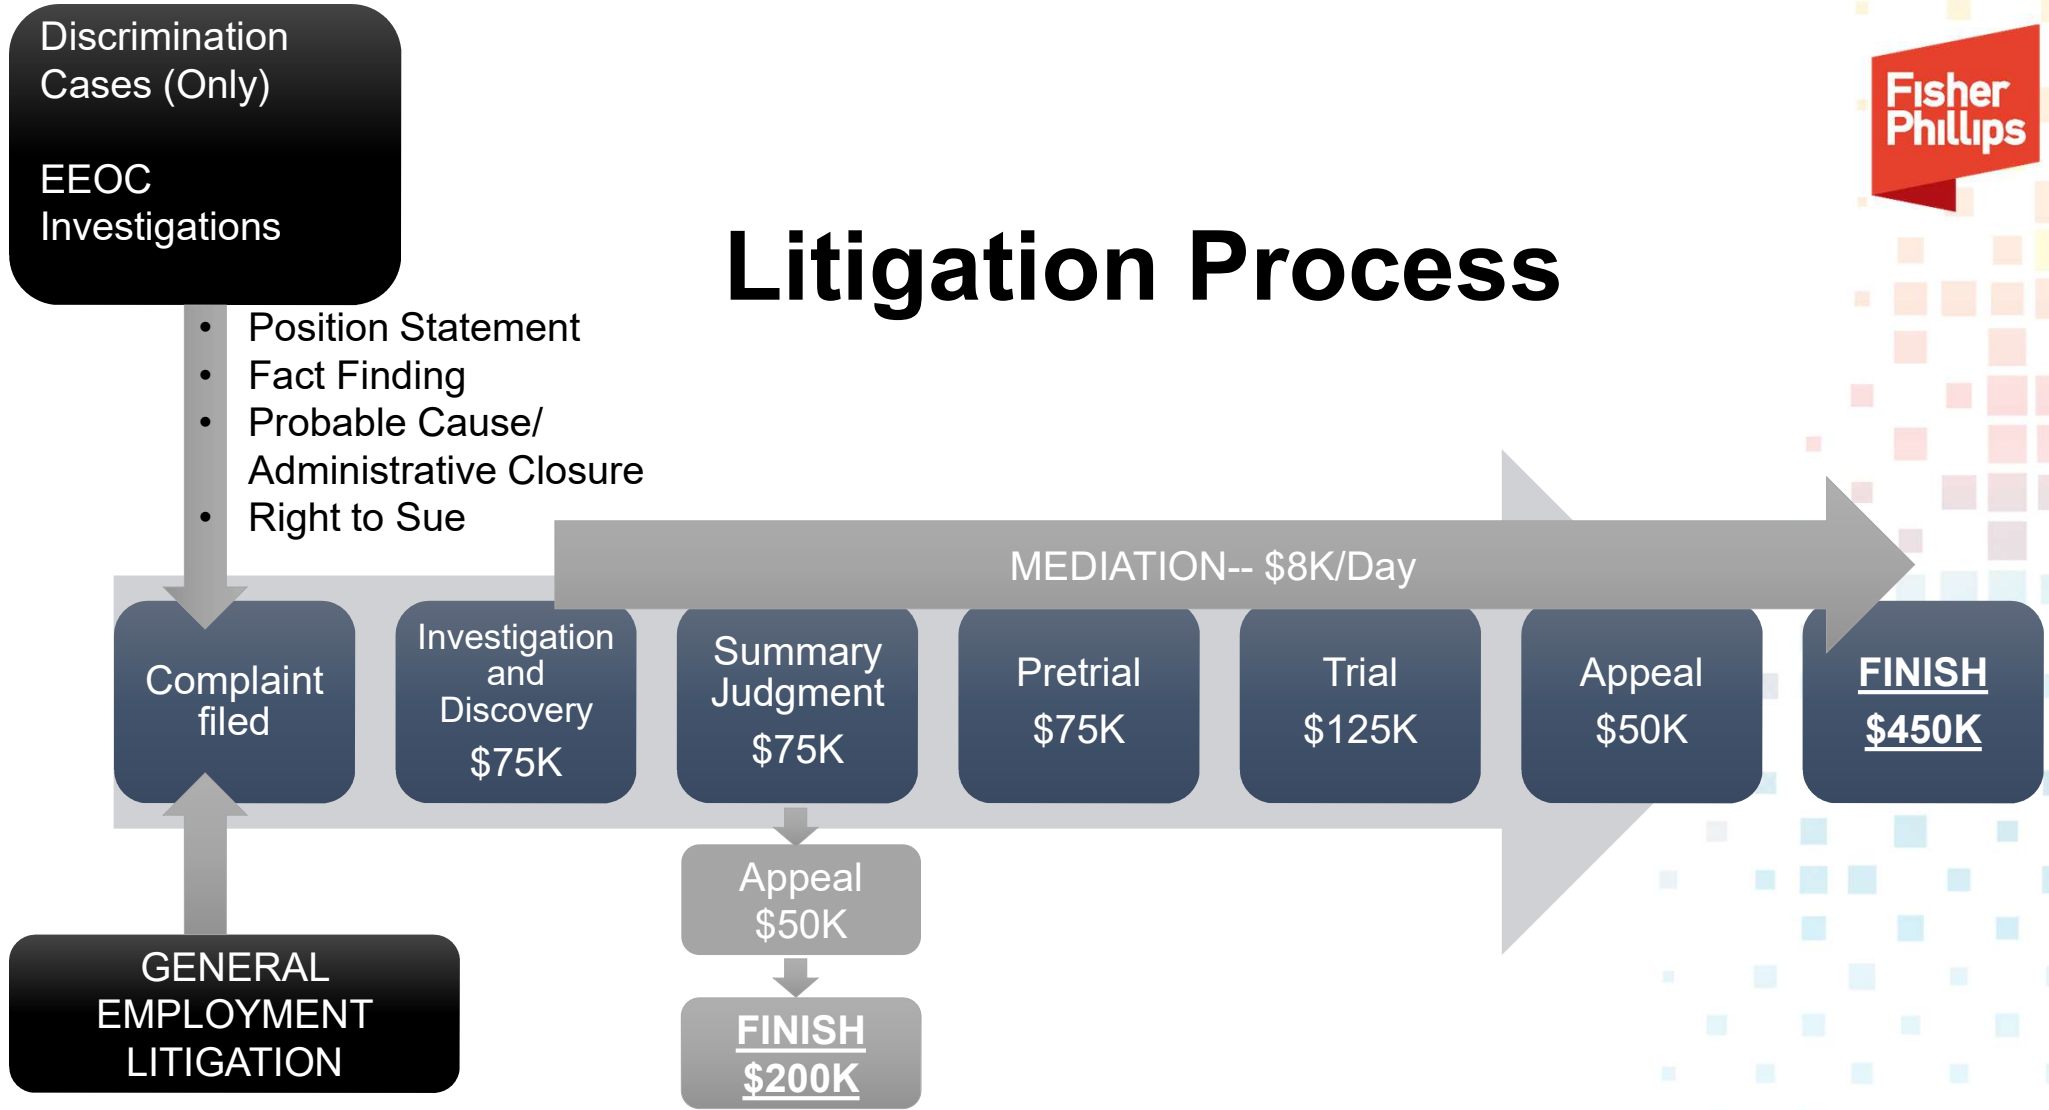 Discrimination
Cases (Only)
EEOC
Investigations
Fisher
Phillips
Litigation Process
• Position Statement
• Fact Finding
• Probable Cause/
Administrative Closure
• Right to Sue
MEDIATION-- $8K/Day
Complaint
filed
Investigation
and
Discovery
$75K
Summary
Judgment
$75K
Pretrial
$75K
Trial
$125K
Appeal
$50K
FINISH
$450K
Appeal
$50K
FINISH
$200K
GENERAL
EMPLOYMENT
LITIGATION